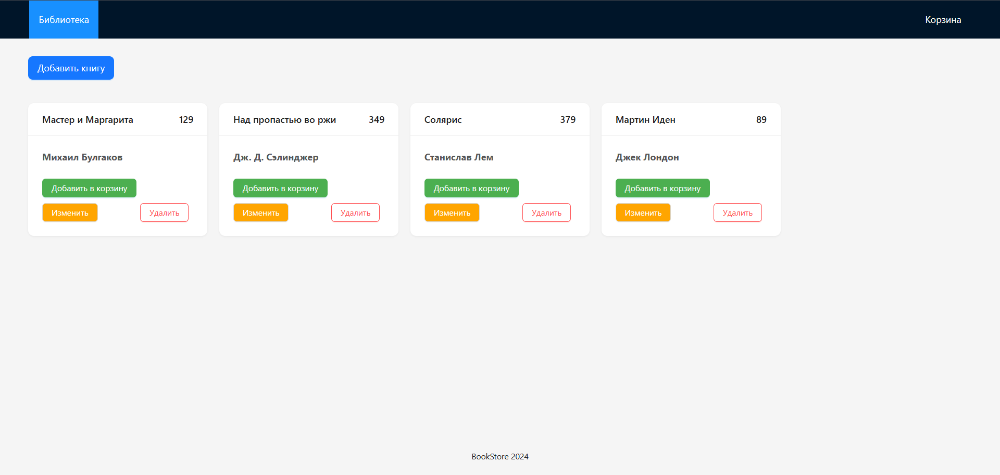 Библиотека
Корзина
Добавить книгу
Мастер и Маргарита 129
Михаил Булгаков
Добавить в корзину
Изменить Удалить
Над пропастью во ржи 349
Дж. Д. Сэлинджер
Добавить в корзину
Изменить Удалить
Солярис 379
Станислав Лем
Добавить в корзину
Изменить Удалить
Мартин Иден 89
Джек Лондон
Добавить в корзину
Изменить Удалить
BookStore 2024